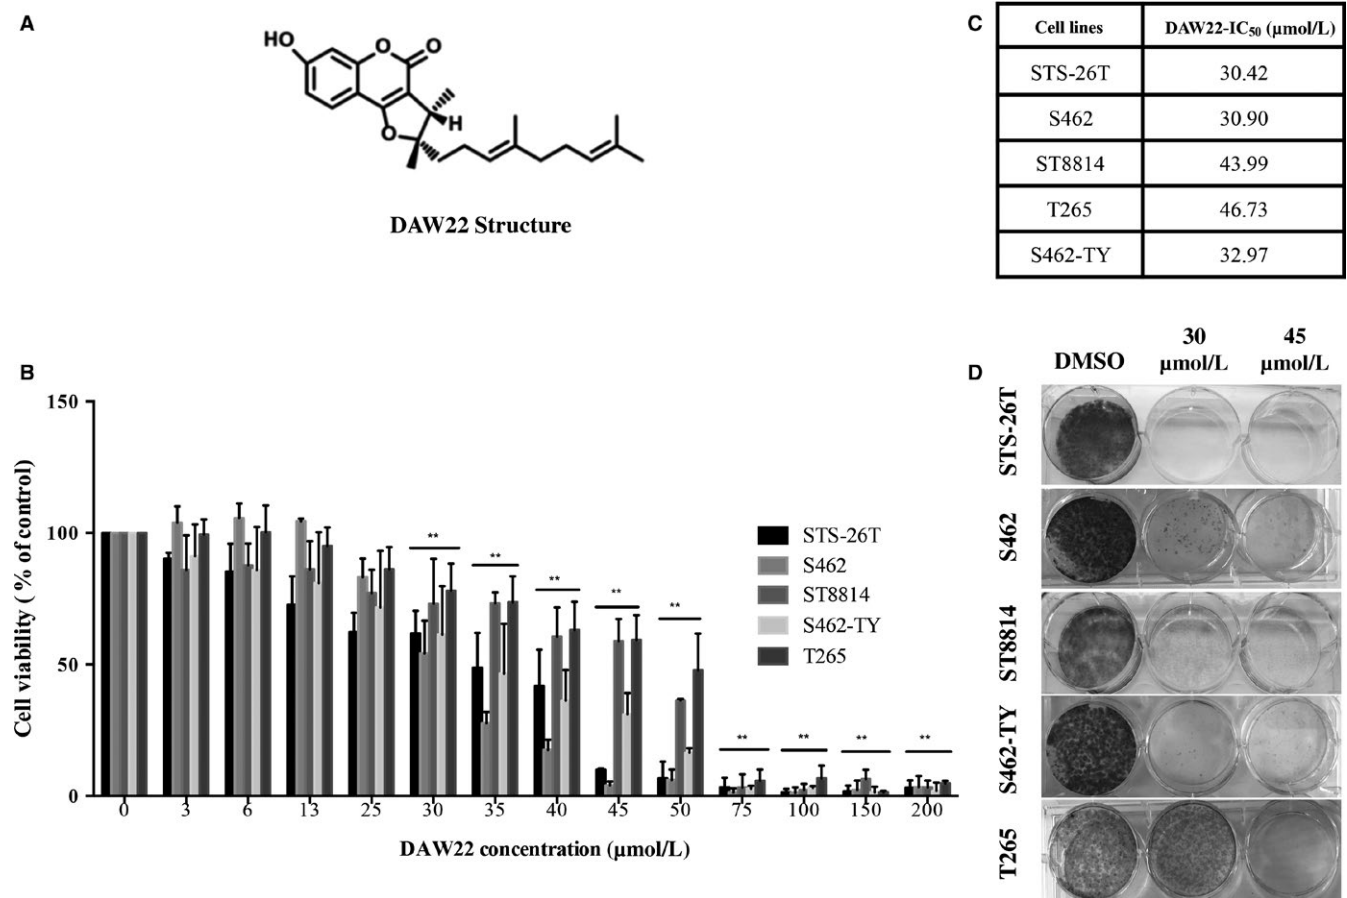 A
HO
O
O
O
H
DAW22 Structure
C
Cell lines DAW22-IC50 (µmol/L)
STS-26T 30.42
S462 30.90
ST8814 43.99
T265 46.73
S462-TY 32.97
B
Cell viability ( % of control)
150
100
50
0
** ** ** ** ** ** ** ** **
STS-26T
S462
ST8814
S462-TY
T265
0 3 6 13 25 30 35 40 45 50 75 100 150 200
DAW22 concentration (µmol/L)
D
DMSO
30
µmol/L
45
µmol/L
STS-26T
S462
ST8814
S462-TY
T265